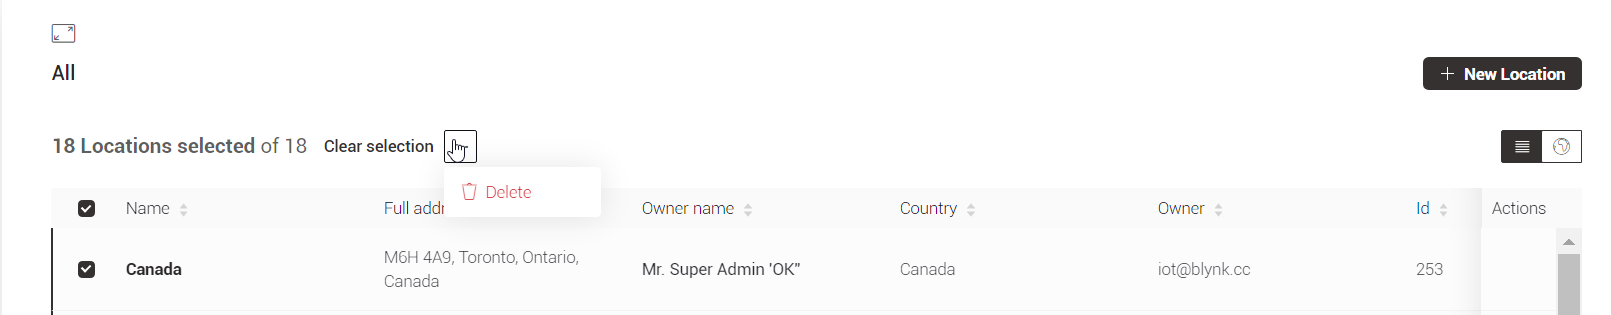 All
New Location
18 Locations selected of 18 Clear selection
Delete
Name Full addr Owner name Country Owner Id Actions
Canada M6H 4A9, Toronto, Ontario, Canada Mr. Super Admin 'OK" Canada iot@blynk.cc 253